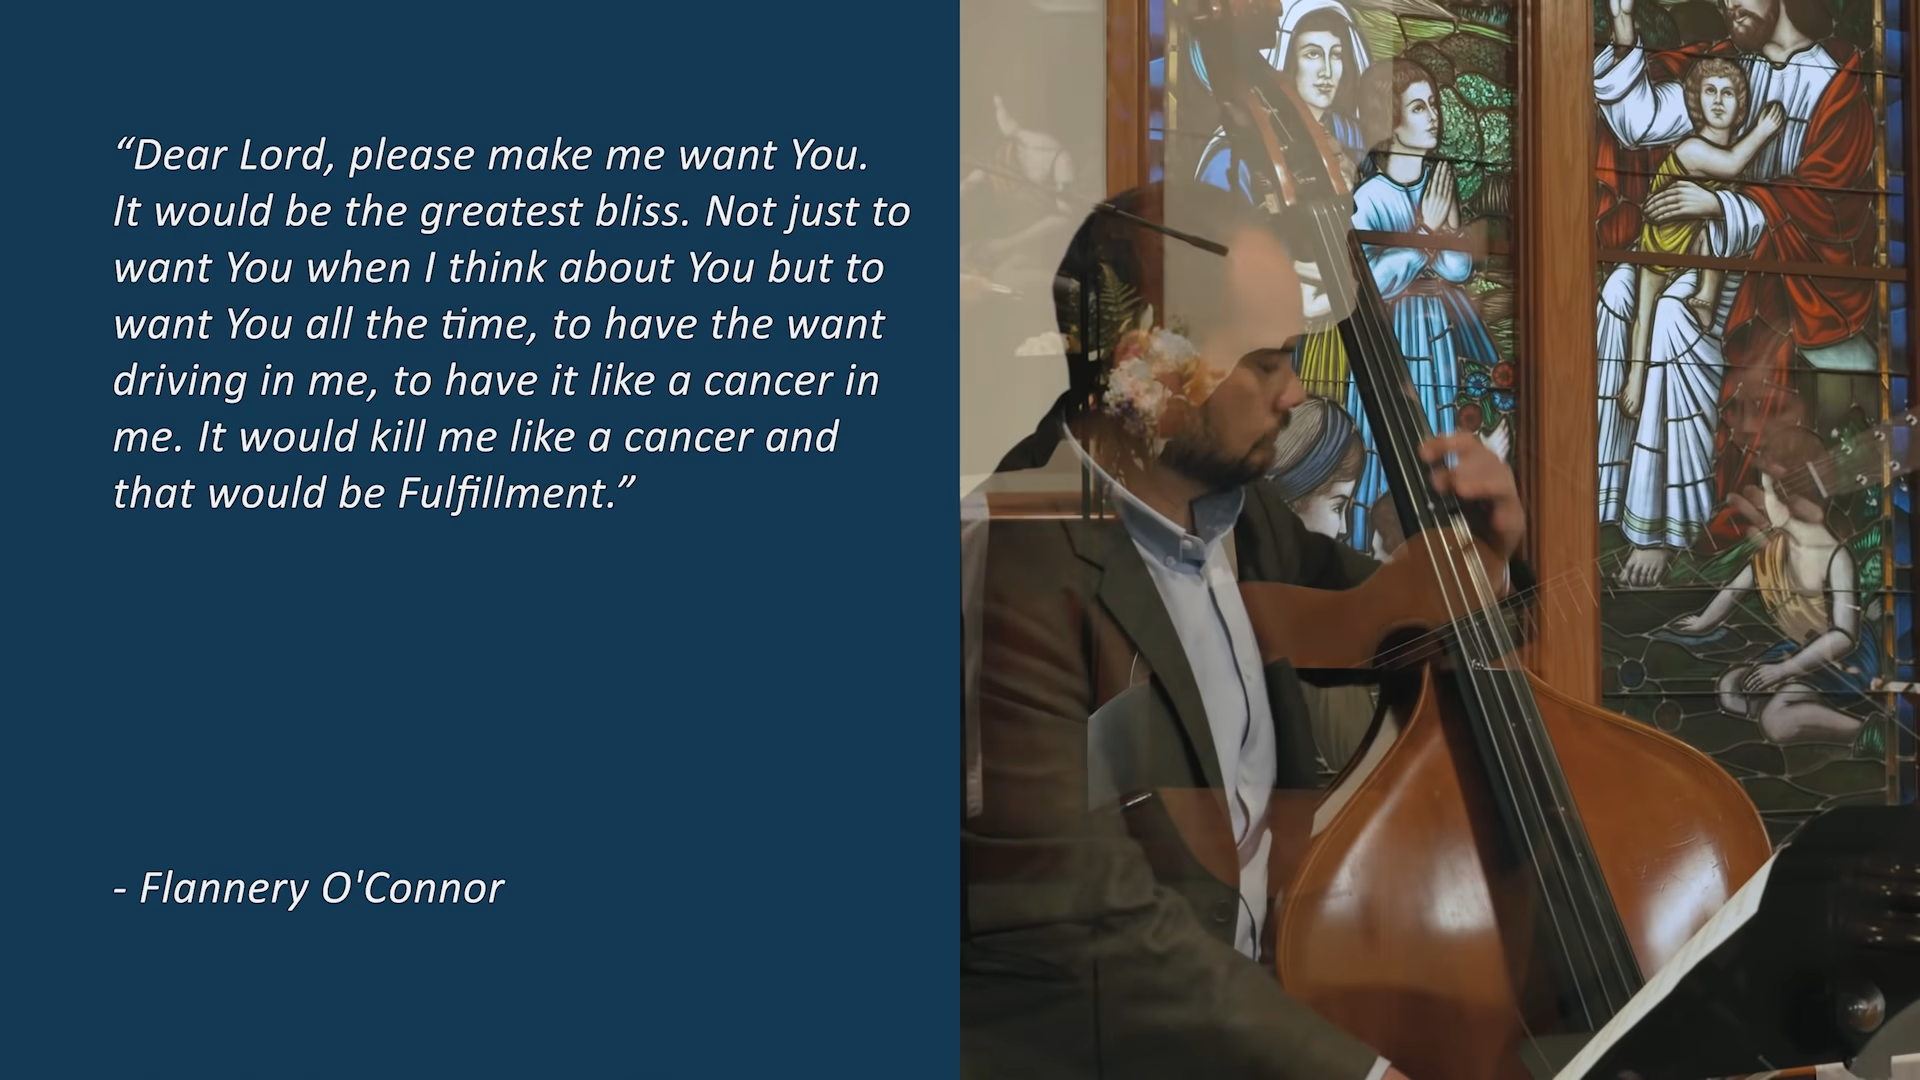 “Dear Lord, please make me want You.
It would be the greatest bliss. Not just to
want You when I think about You but to
want You all the time, to have the want
driving in me, to have it like a cancer in
me. It would kill me like a cancer and
that would be Fulfillment.”
- Flannery O'Connor